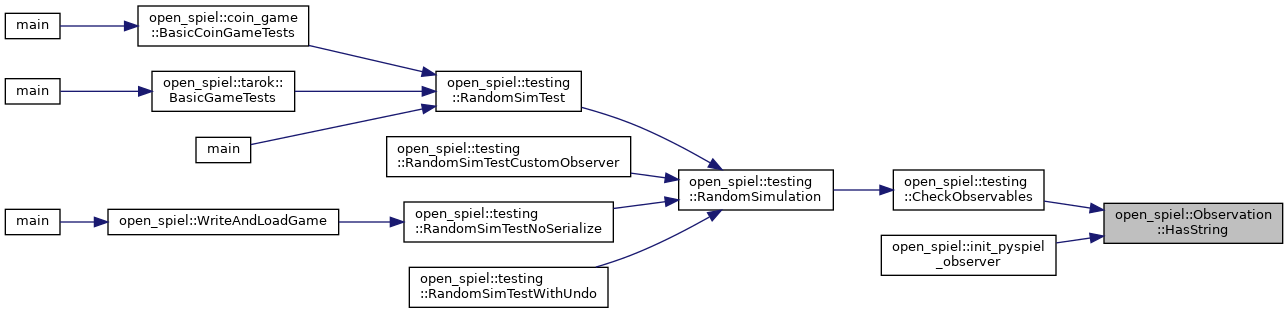 main
open_spiel::coin_game
::BasicCoinGameTests
main
open_spiel::tarok::
BasicGameTests
open_spiel::testing
::RandomSimTest
main
open_spiel::testing
::RandomSimTestCustomObserver
main
open_spiel::WriteAndLoadGame
open_spiel::testing
::RandomSimTestNoSerialize
open_spiel::testing
::RandomSimTestWithUndo
open_spiel::testing
::RandomSimulation
open_spiel::testing
::CheckObservables
open_spiel::init_pyspiel
_observer
open_spiel::Observation
::HasString